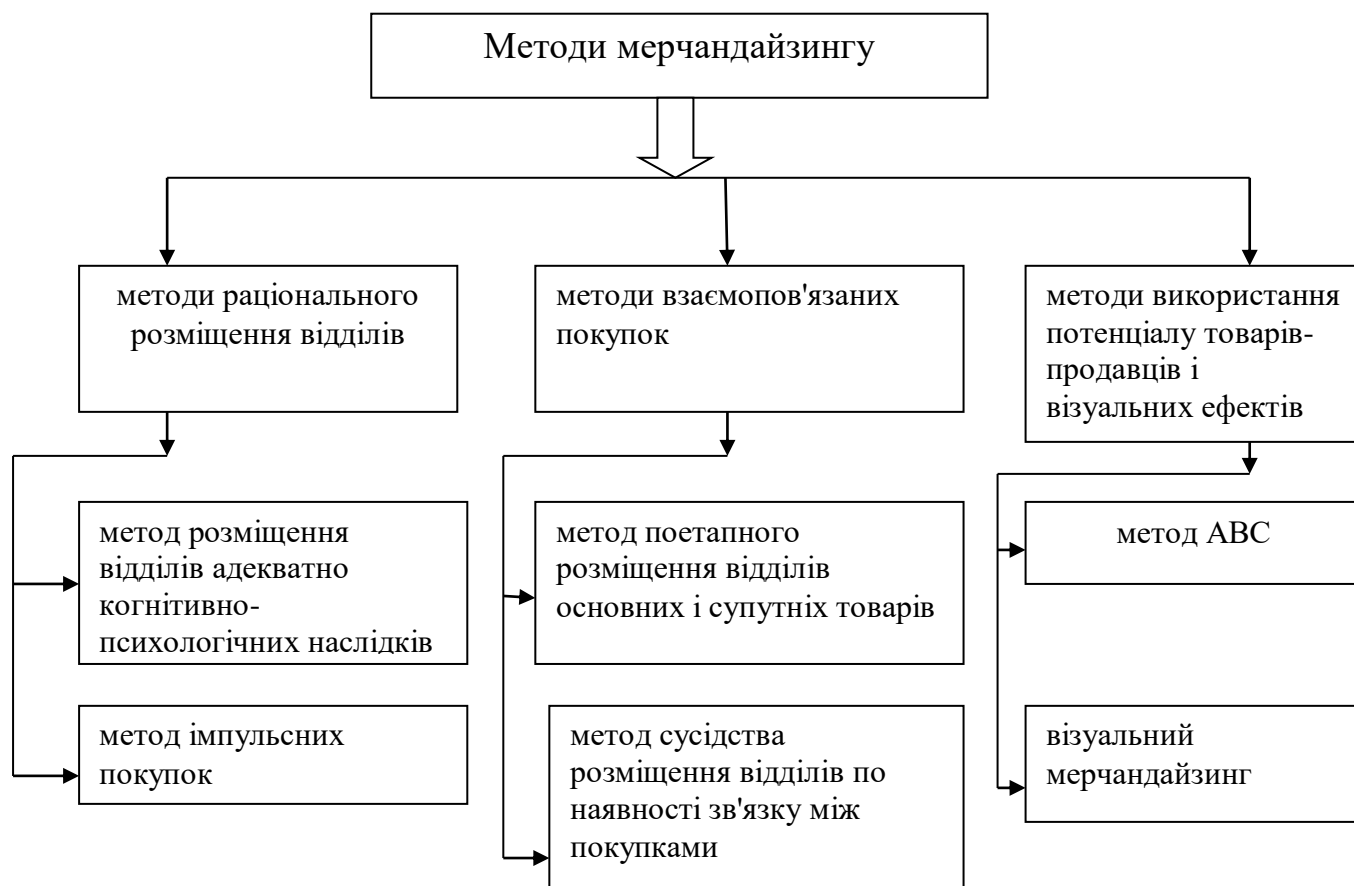 Методи мерчандайзингу
методи раціонального
розміщення відділів
методи взаємопов'язаних
покупок
методи використання
потенціалу товарів-
продавців і
візуальних ефектів
метод розміщення
відділів адекватно
когнітивно-
психологічних наслідків
метод імпульсних
покупок
метод поетапного
розміщення відділів
основних і супутніх товарів
метод сусідства
розміщення відділів по
наявності зв'язку між
покупками
метод АВС
візуальний
мерчандайзинг